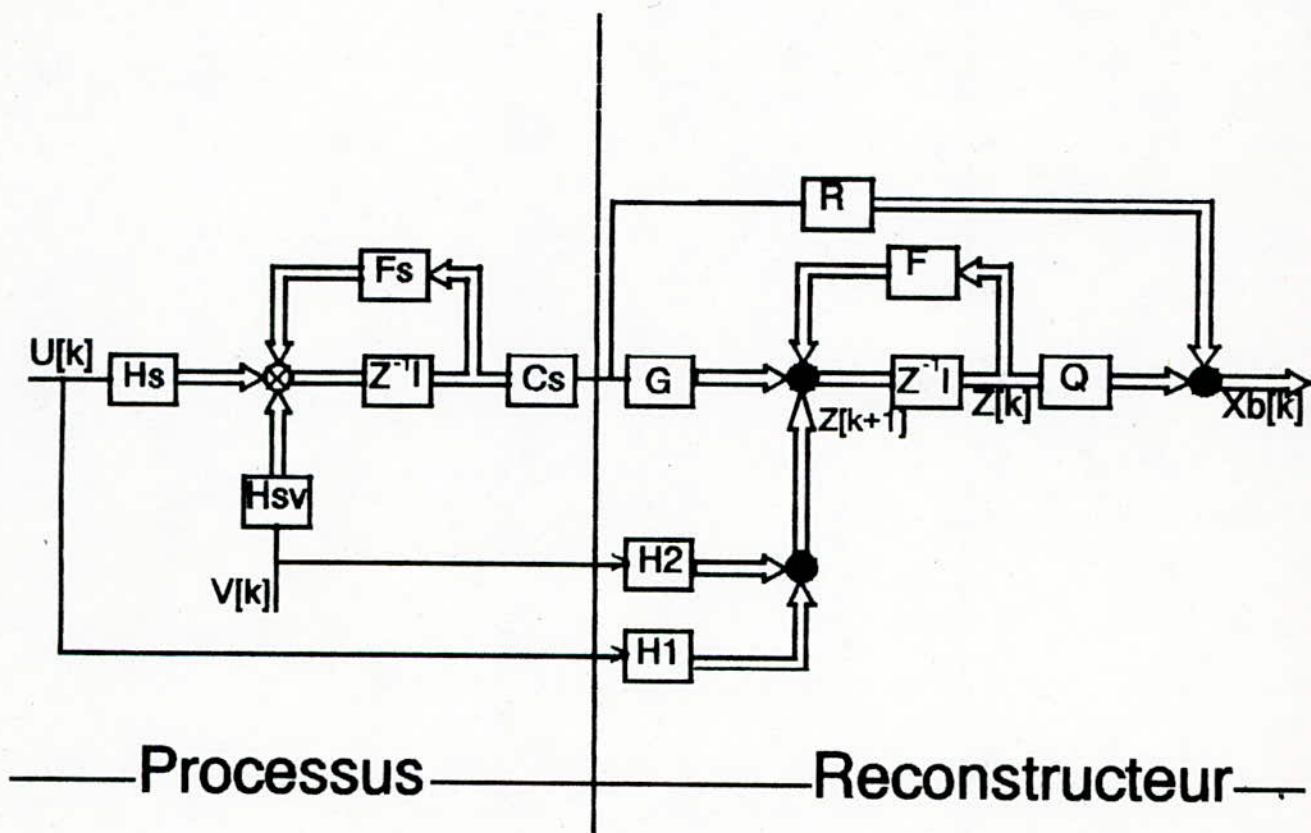 R
Fs
F
U[k]
Hs
Z⁻¹I
Cs
G
Z⁻¹I
Z[k]
Q
Xb[k]
Z[k+1]
Hsv
H2
V[k]
H1
Processus
Reconstructeur